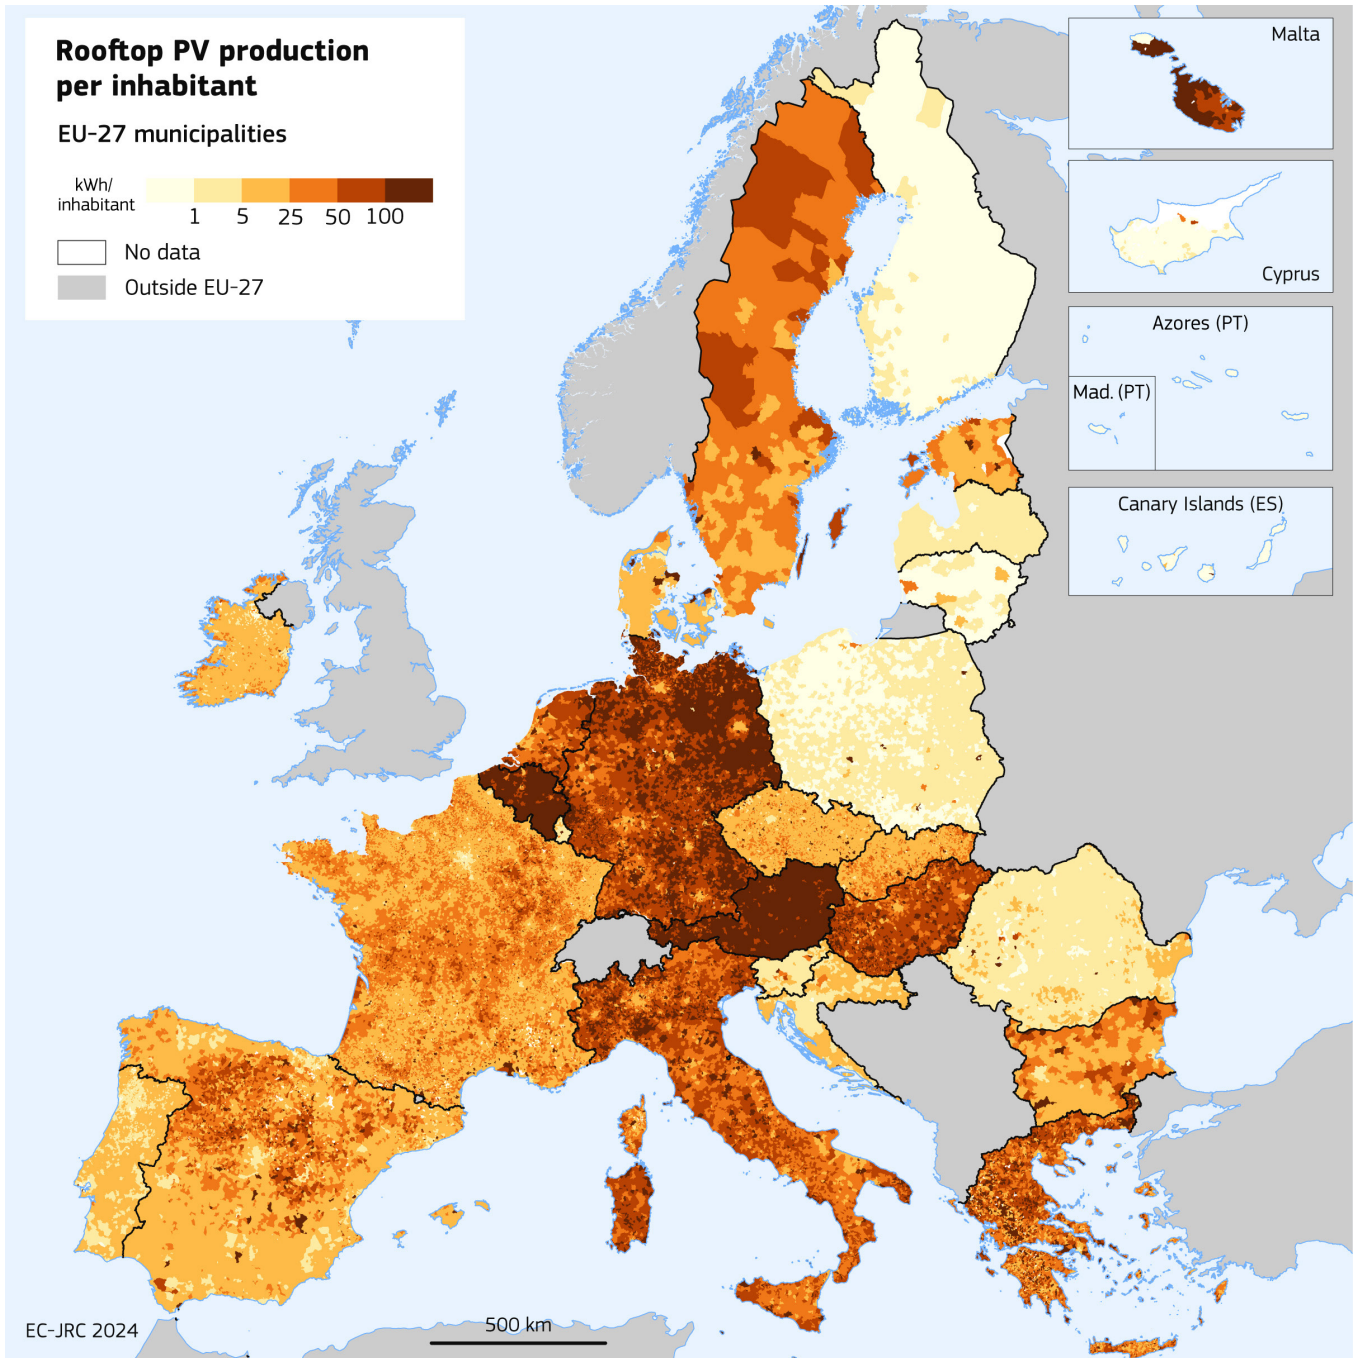 Rooftop PV production
per inhabitant
EU-27 municipalities
kWh/
inhabitant
1 5 25 50 100
No data
Outside EU-27
Malta
Cyprus
Azores (PT)
Mad. (PT)
Canary Islands (ES)
EC-JRC 2024
500 km